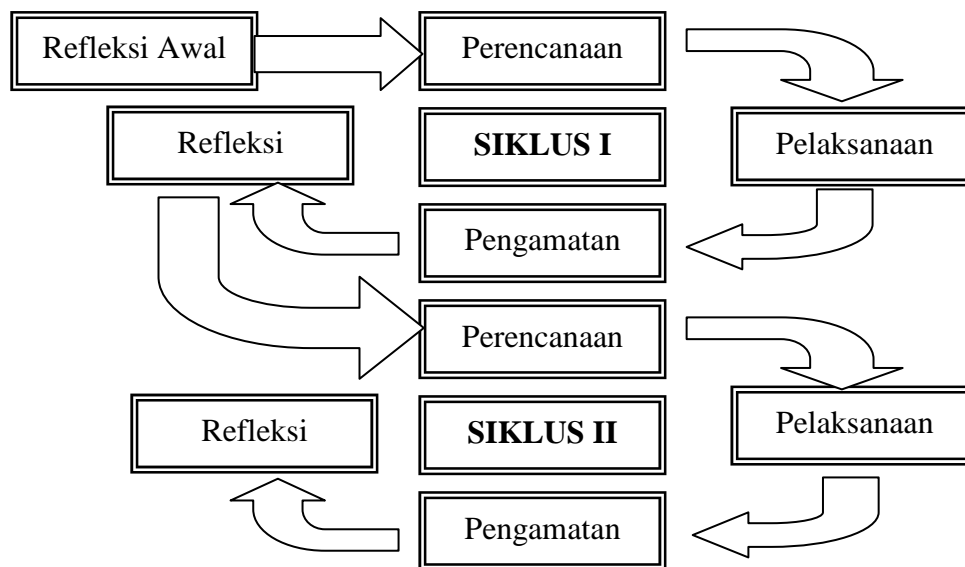 Refleksi Awal
Perencanaan
Refleksi
SIKLUS I
Pelaksanaan
Pengamatan
Perencanaan
Refleksi
SIKLUS II
Pelaksanaan
Pengamatan